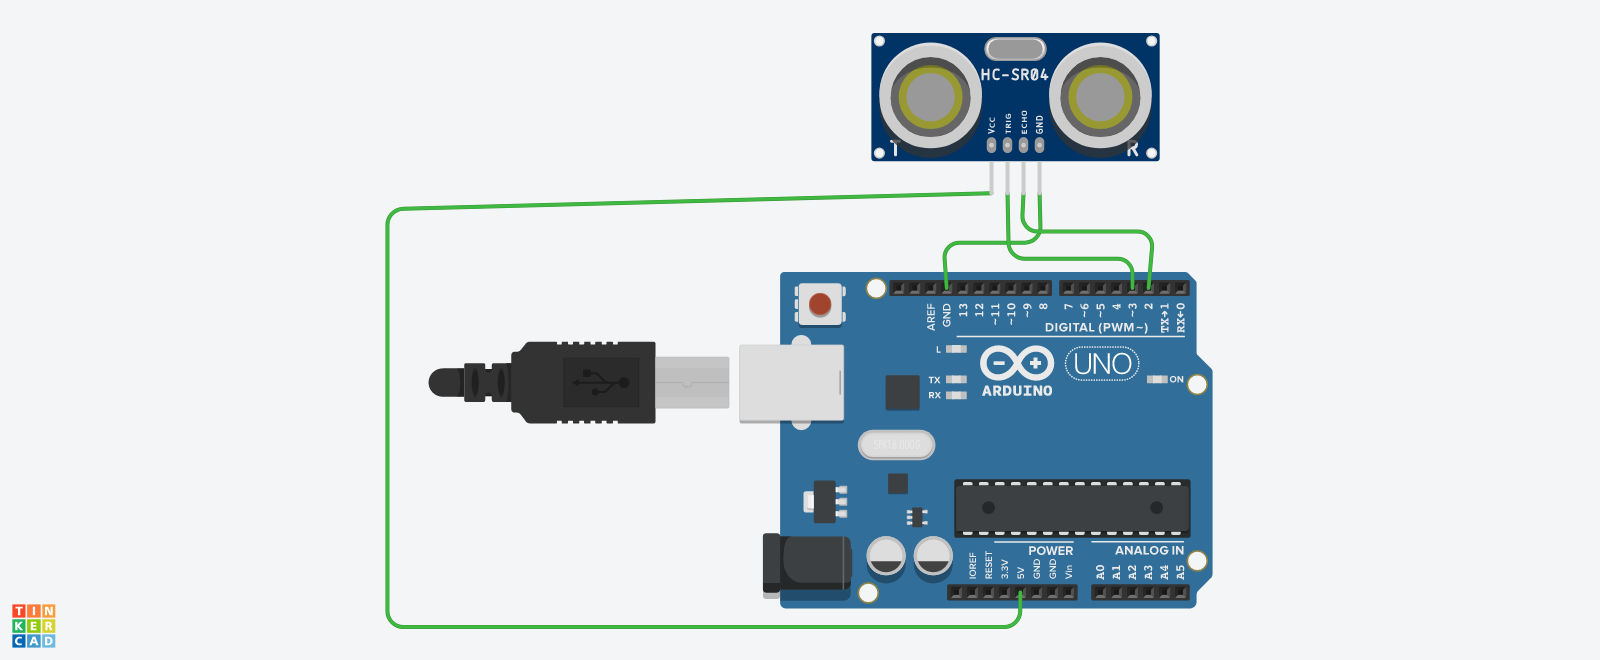 HC-SR04
VCC
TRIG
ECHO
GND
T
R
AREF
GND
13
12
~11
~10
~9
8
7
~6
~5
4
~3
2
TX→1
RX←0
DIGITAL (PWM~)
L
TX
RX
ARDUINO
UNO
ON
POWER
ANALOG IN
IOREF
RESET
3.3V
5V
GND
GND
Vin
A0
A1
A2
A3
A4
A5
TIN
KER
CAD